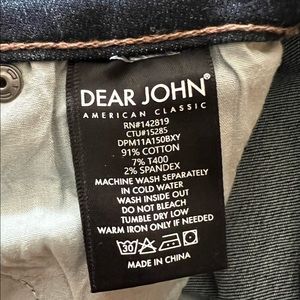 DEAR JOHN®
AMERICAN CLASSIC
RN#142819
CTU#15285
DPM11A150BXY
91% COTTON
7% T400
2% SPANDEX
MACHINE WASH SEPARATELY
IN COLD WATER
WASH INSIDE OUT
DO NOT BLEACH
TUMBLE DRY LOW
WARM IRON ONLY IF NEEDED
MADE IN CHINA